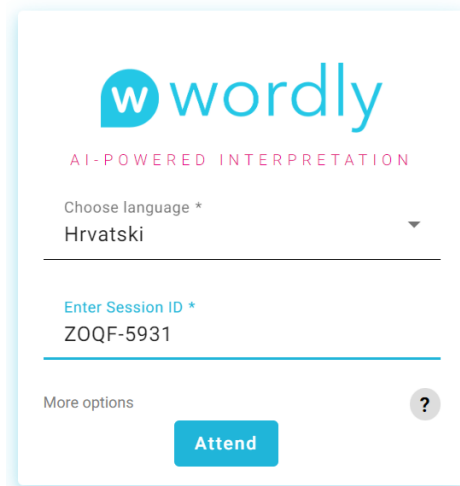 w wordly
AI-POWERED INTERPRETATION
Choose language *
Hrvatski
Enter Session ID *
ZOQF-5931
More options
?
Attend